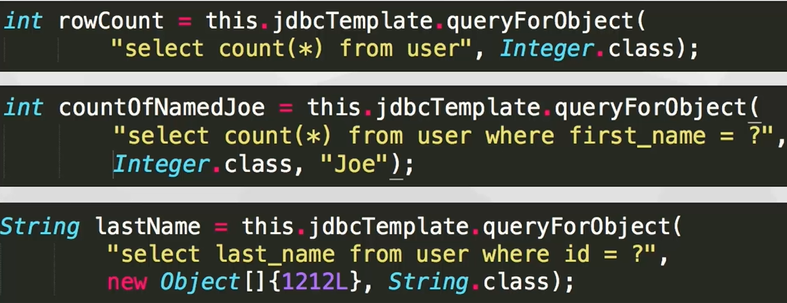 int rowCount = this.jdbcTemplate.queryForObject(
"select count(*) from user", Integer.class);
int countOfNamedJoe = this.jdbcTemplate.queryForObject(
"select count(*) from user where first_name = ?",
Integer.class, "Joe");
String lastName = this.jdbcTemplate.queryForObject(
"select last_name from user where id = ?",
new Object[]{1212L}, String.class);